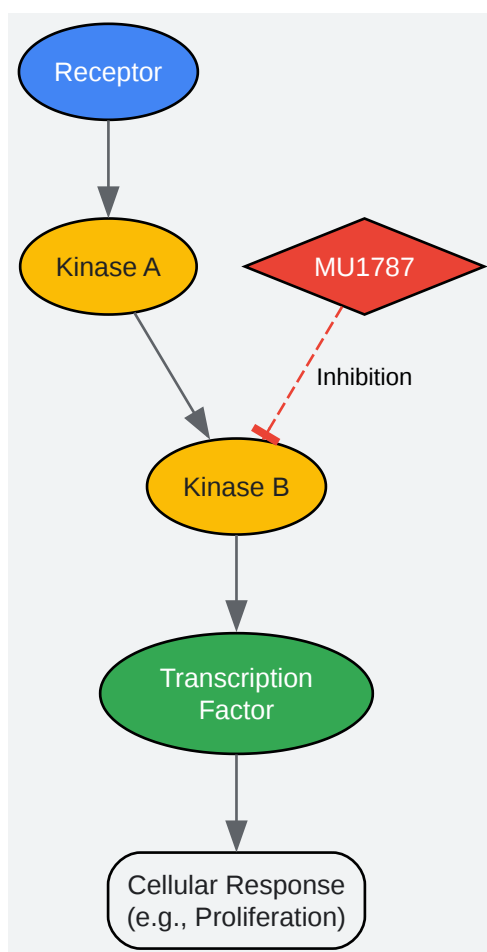 Receptor
Kinase A
MU1787
Inhibition
Kinase B
Transcription
Factor
Cellular Response
(e.g., Proliferation)